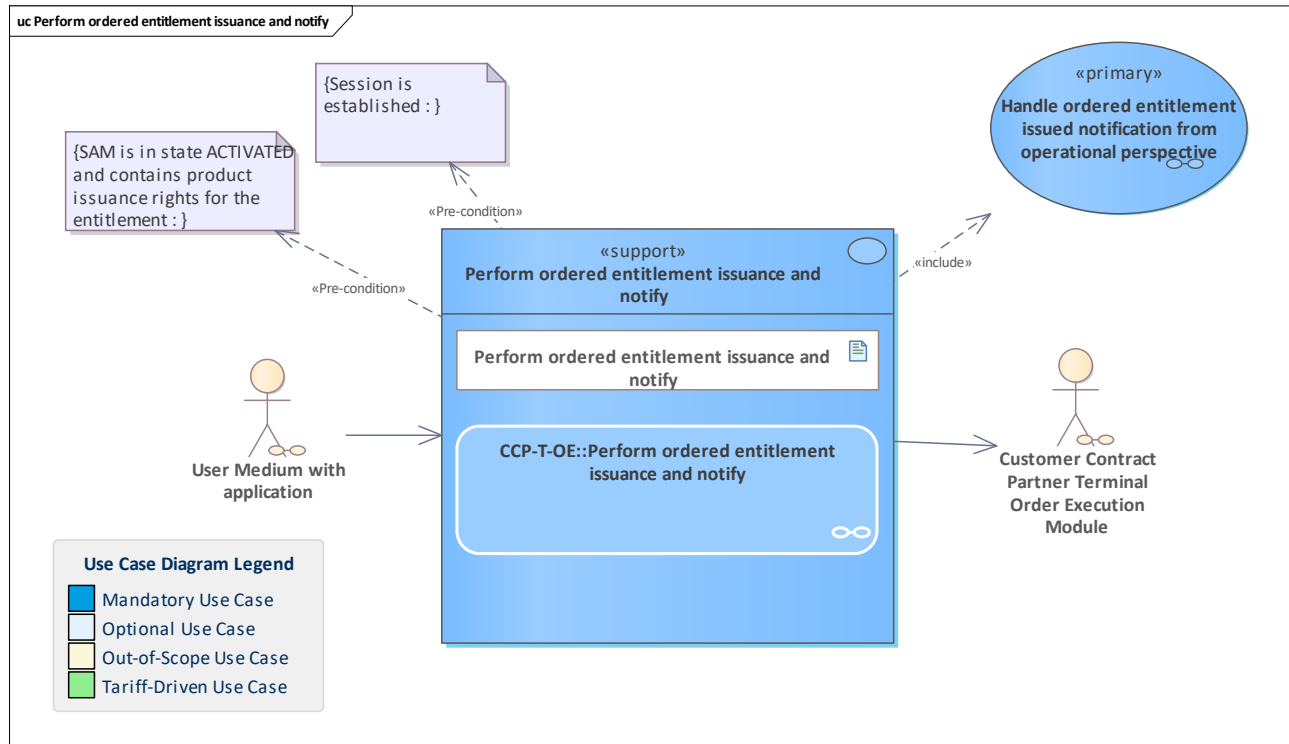 uc Perform ordered entitlement issuance and notify
{Session is
established : }
«primary»
Handle ordered entitlement
issued notification from
operational perspective
{SAM is in state ACTIVATED
and contains product
issuance rights for the
entitlement : }
«Pre-condition»
«include»
«Pre-condition»
«support»
Perform ordered entitlement issuance and
notify
Perform ordered entitlement issuance and
notify
CCP-T-OE::Perform ordered entitlement
issuance and notify
User Medium with
application
Customer Contract
Partner Terminal
Order Execution
Module
Use Case Diagram Legend
Mandatory Use Case
Optional Use Case
Out-of-Scope Use Case
Tariff-Driven Use Case